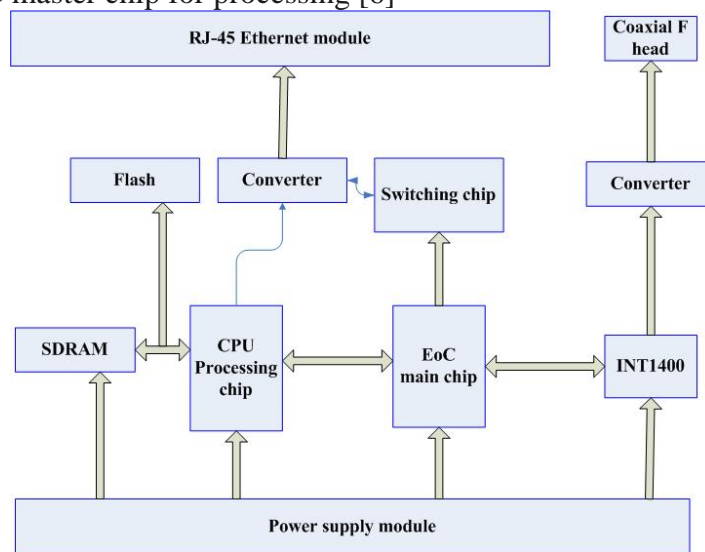 master chip for processing [6]
RJ-45 Ethernet module
Coaxial F
head
Flash
Converter
Switching chip
Converter
SDRAM
CPU
Processing
chip
EoC
main chip
INT1400
Power supply module